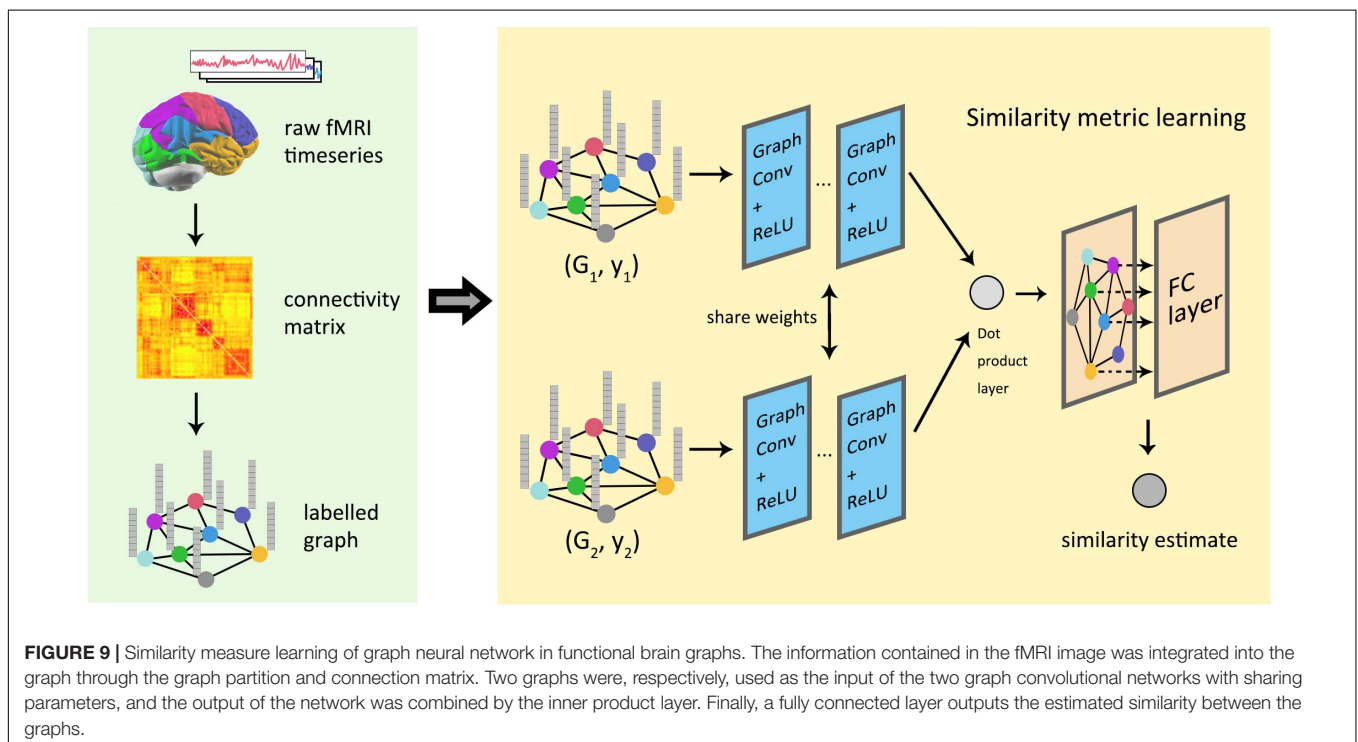 raw fMRI
timeseries
connectivity
matrix
labelled
graph
Similarity metric learning
(G₁, y₁)
Graph
Conv
+
ReLU
...
Graph
Conv
+
ReLU
share weights
(G₂, y₂)
Graph
Conv
+
ReLU
...
Graph
Conv
+
ReLU
Dot
product
layer
FC
layer
similarity estimate
FIGURE 9 | Similarity measure learning of graph neural network in functional brain graphs. The information contained in the fMRI image was integrated into the
graph through the graph partition and connection matrix. Two graphs were, respectively, used as the input of the two graph convolutional networks with sharing
parameters, and the output of the network was combined by the inner product layer. Finally, a fully connected layer outputs the estimated similarity between the
graphs.